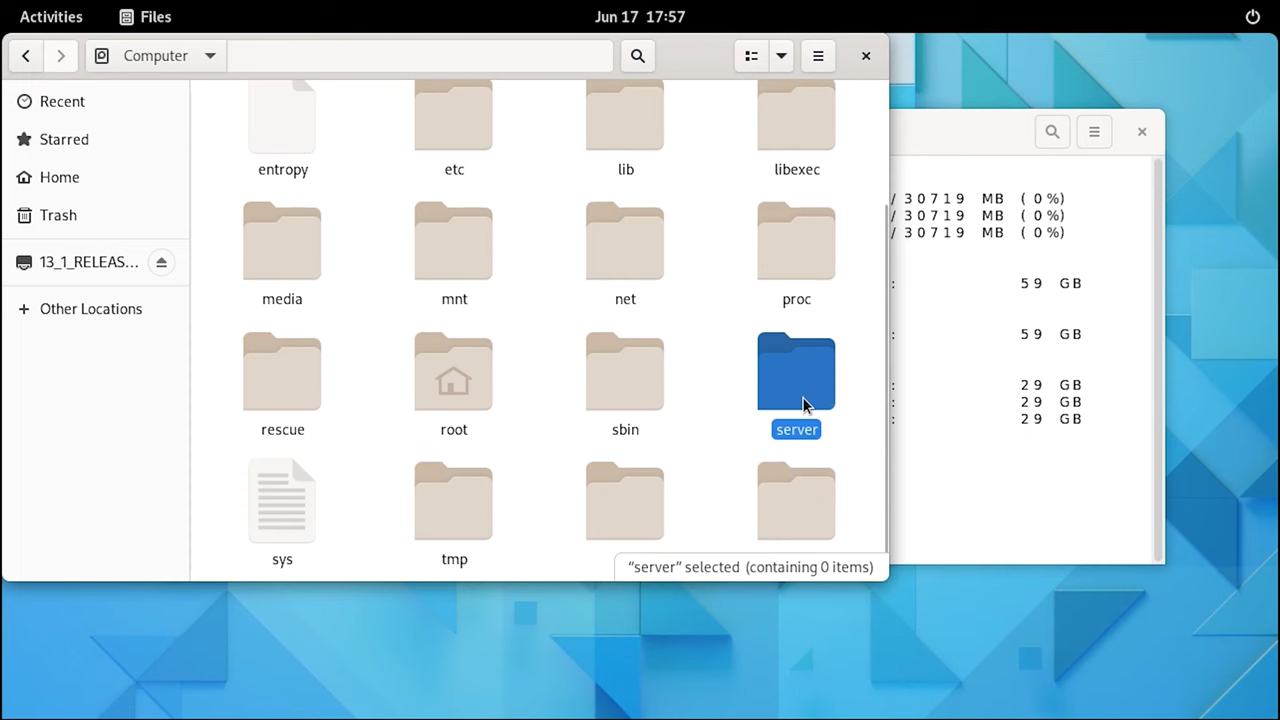 Activities Files Jun 17 17:57
Computer
Recent
Starred
Home
Trash
13_1_RELEAS...
Other Locations
entropy etc lib libexec
media mnt net proc
rescue root sbin server
sys tmp
“server” selected (containing 0 items)
/ 30719 MB ( 0%)
/ 30719 MB ( 0%)
/ 30719 MB ( 0%)
: 59 GB
: 59 GB
: 29 GB
: 29 GB
: 29 GB